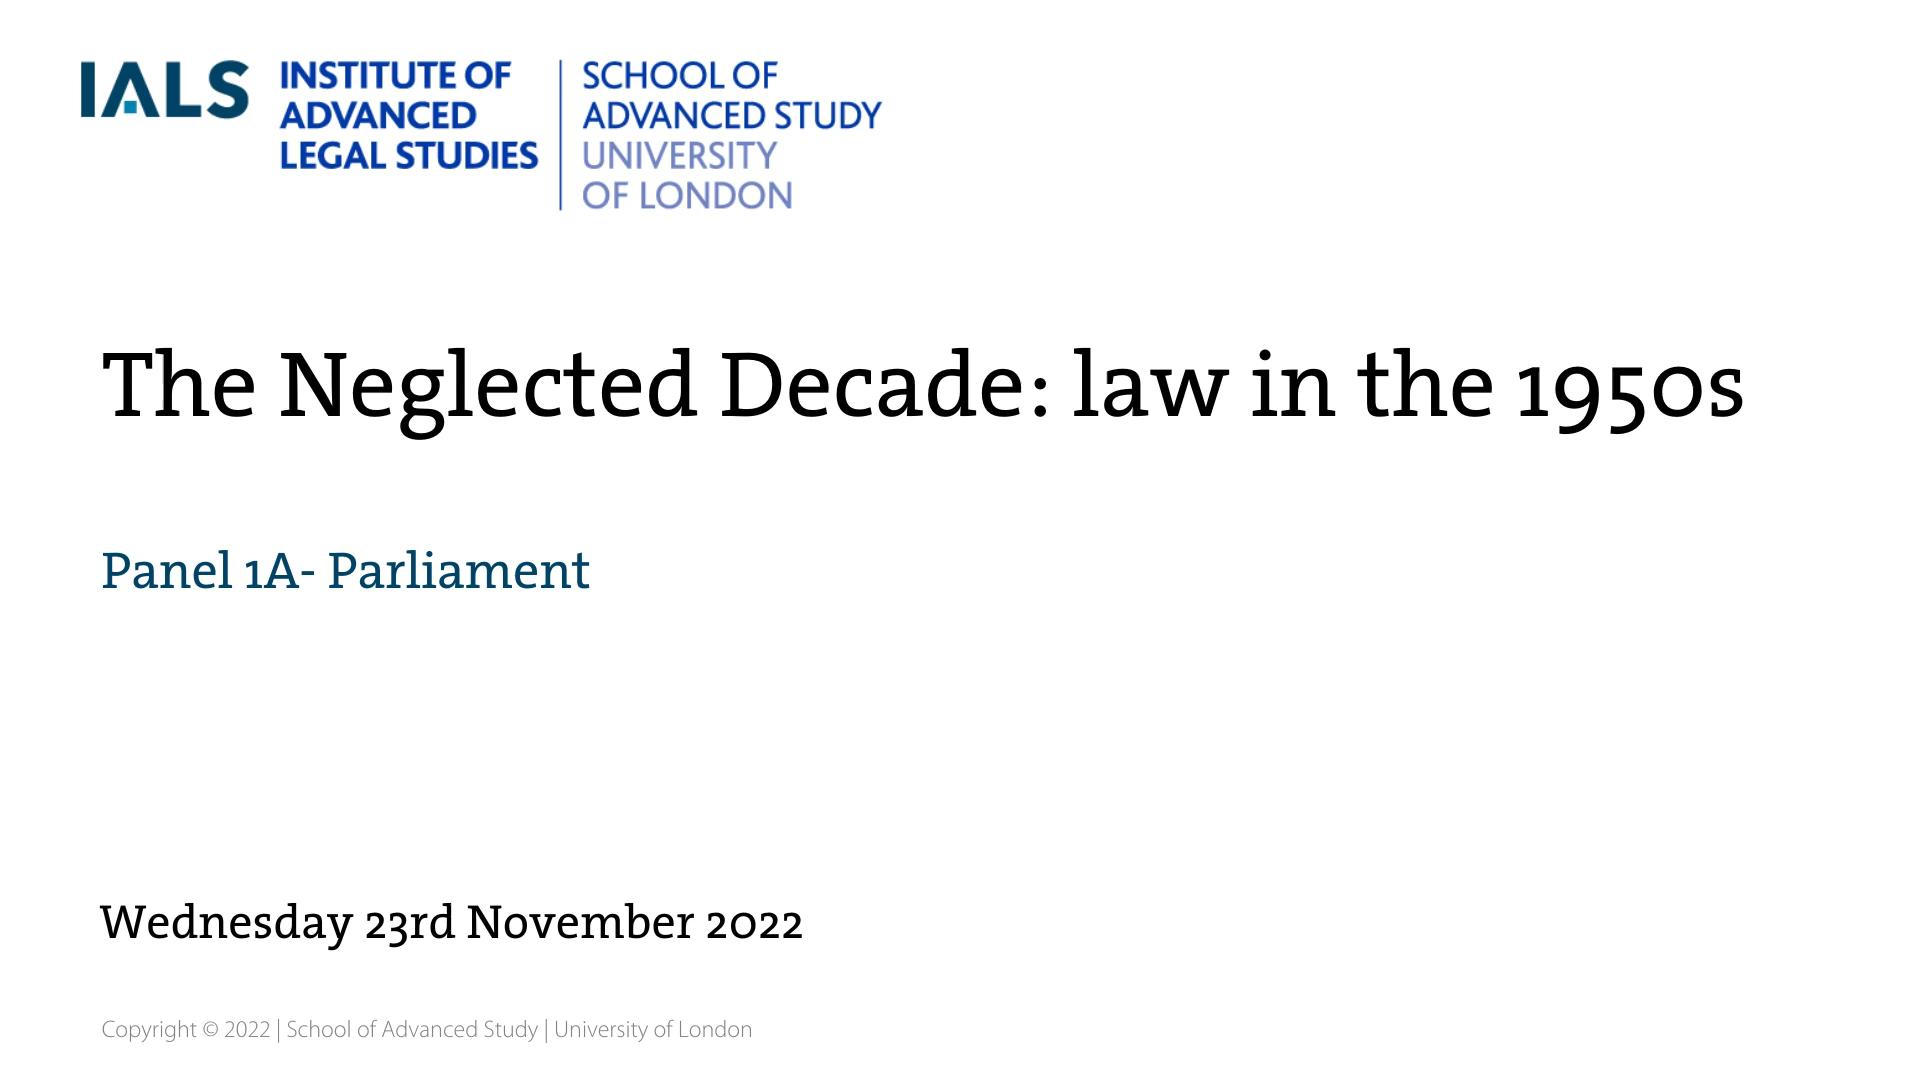 IALS
INSTITUTE OF
ADVANCED
LEGAL STUDIES
SCHOOL OF
ADVANCED STUDY
UNIVERSITY
OF LONDON
The Neglected Decade: law in the 1950s
Panel 1A- Parliament
Wednesday 23rd November 2022
Copyright © 2022 | School of Advanced Study | University of London